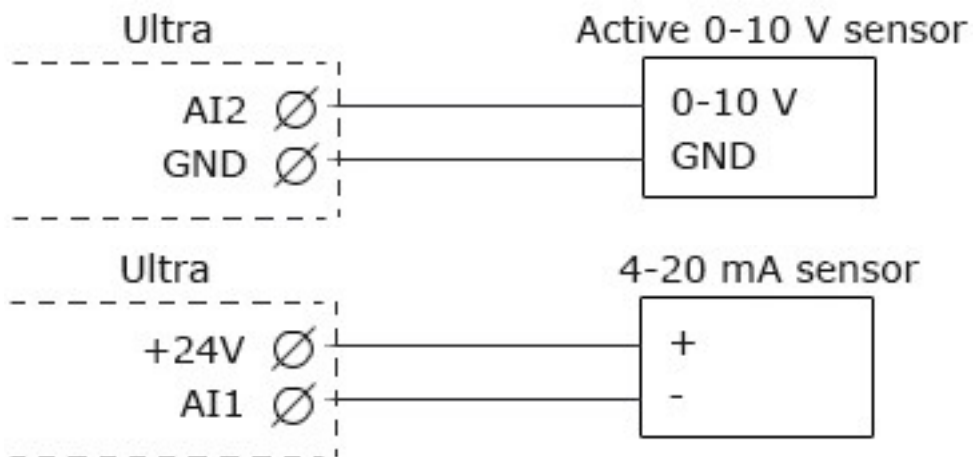 Ultra Active 0-10 V sensor
AI2 0-10 V
GND GND
Ultra 4-20 mA sensor
+24V +
AI1 -